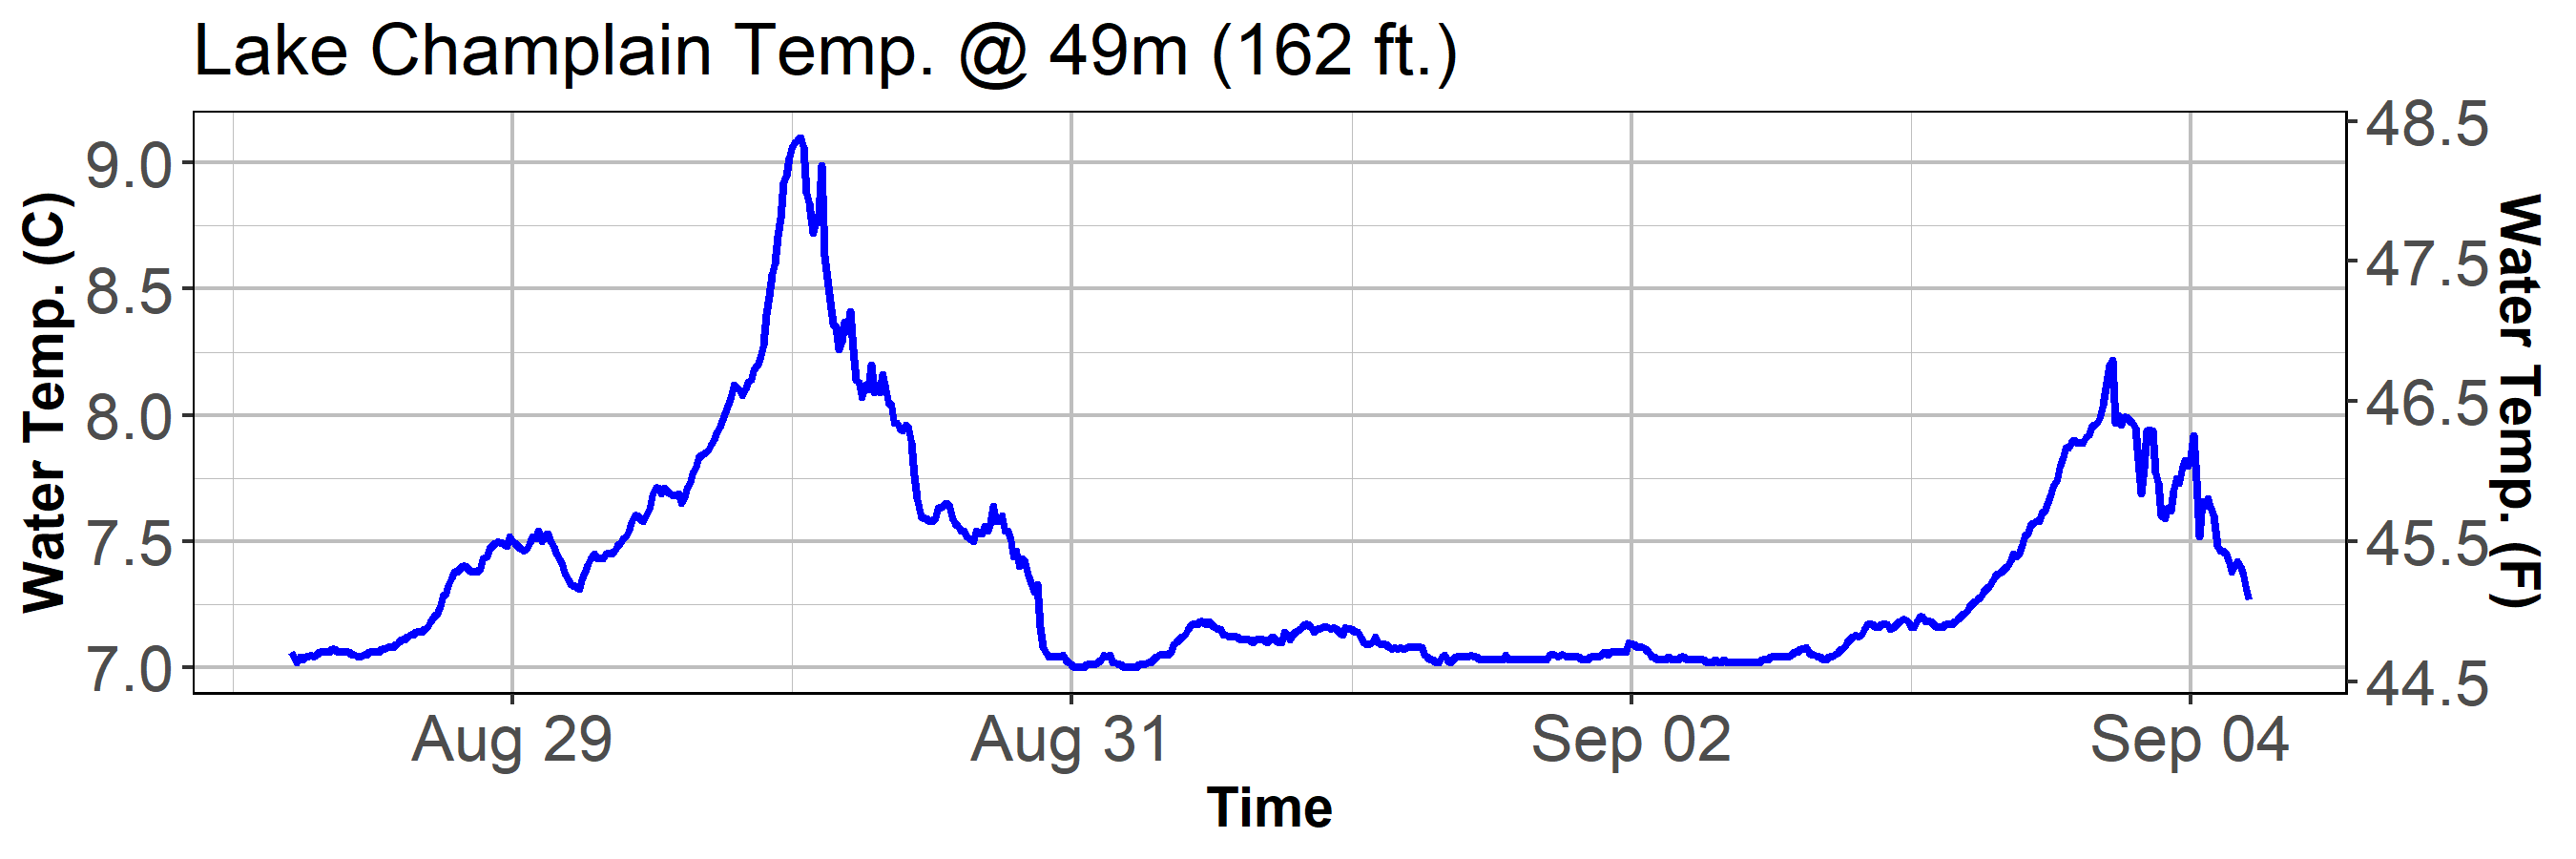 Lake Champlain Temp. @ 49m (162 ft.)
Water Temp. (C)
9.0
8.5
8.0
7.5
7.0
48.5
47.5
46.5
45.5
44.5
Water Temp. (F)
Aug 29 Aug 31 Sep 02 Sep 04
Time